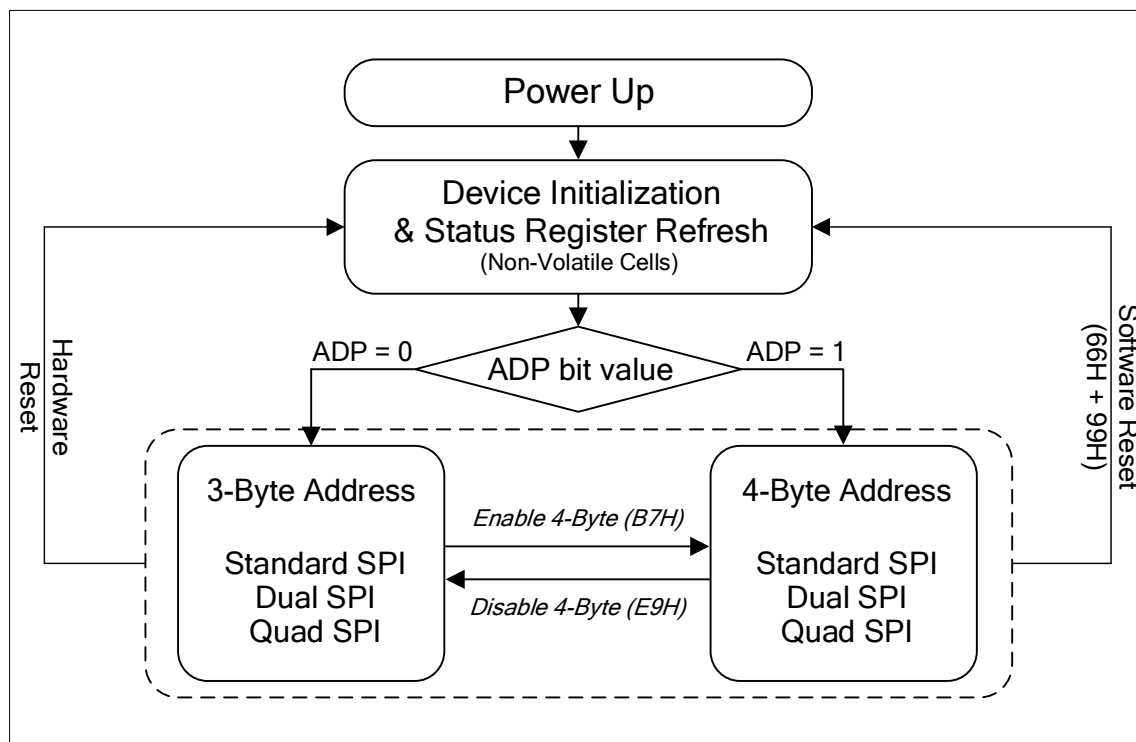 Power Up
Device Initialization
& Status Register Refresh
(Non-Volatile Cells)
ADP = 0
ADP bit value
ADP = 1
Hardware
Reset
Software Reset
(66H + 99H)
3-Byte Address
Standard SPI
Dual SPI
Quad SPI
Enable 4-Byte (B7H)
Disable 4-Byte (E9H)
4-Byte Address
Standard SPI
Dual SPI
Quad SPI